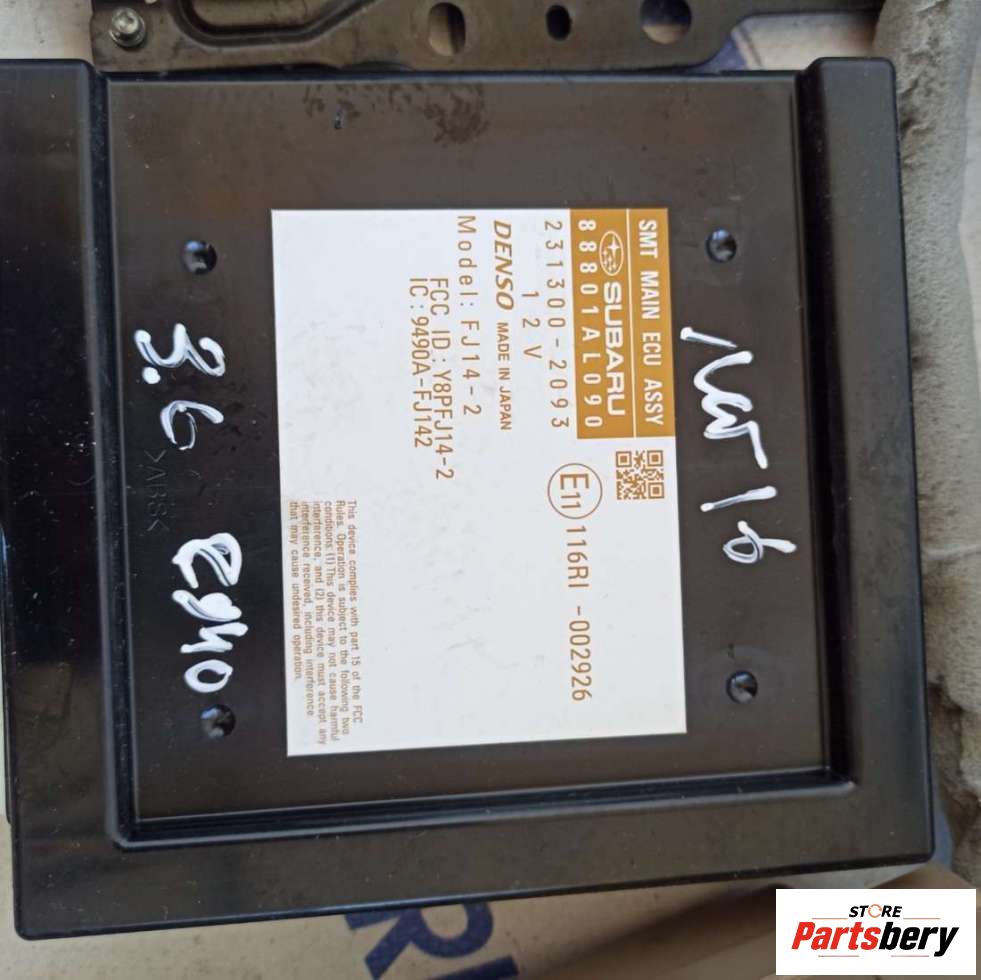 SMT MAIN ECU ASSY
SUBARU
88801AL090
231300-2093
12V
DENSO MADE IN JAPAN
Model: FJ14-2
FCC ID: Y8PFJ14-2
IC: 9490A-FJ142
E11 116RI -002926
This device complies with part 15 of the FCC
Rules. Operation is subject to the following two
conditions: (1) This device may not cause harmful
interference, and (2) this device must accept any
interference received, including interference
that may cause undesired operation.
16
3.6
>ABS<
STORE
Partsbery